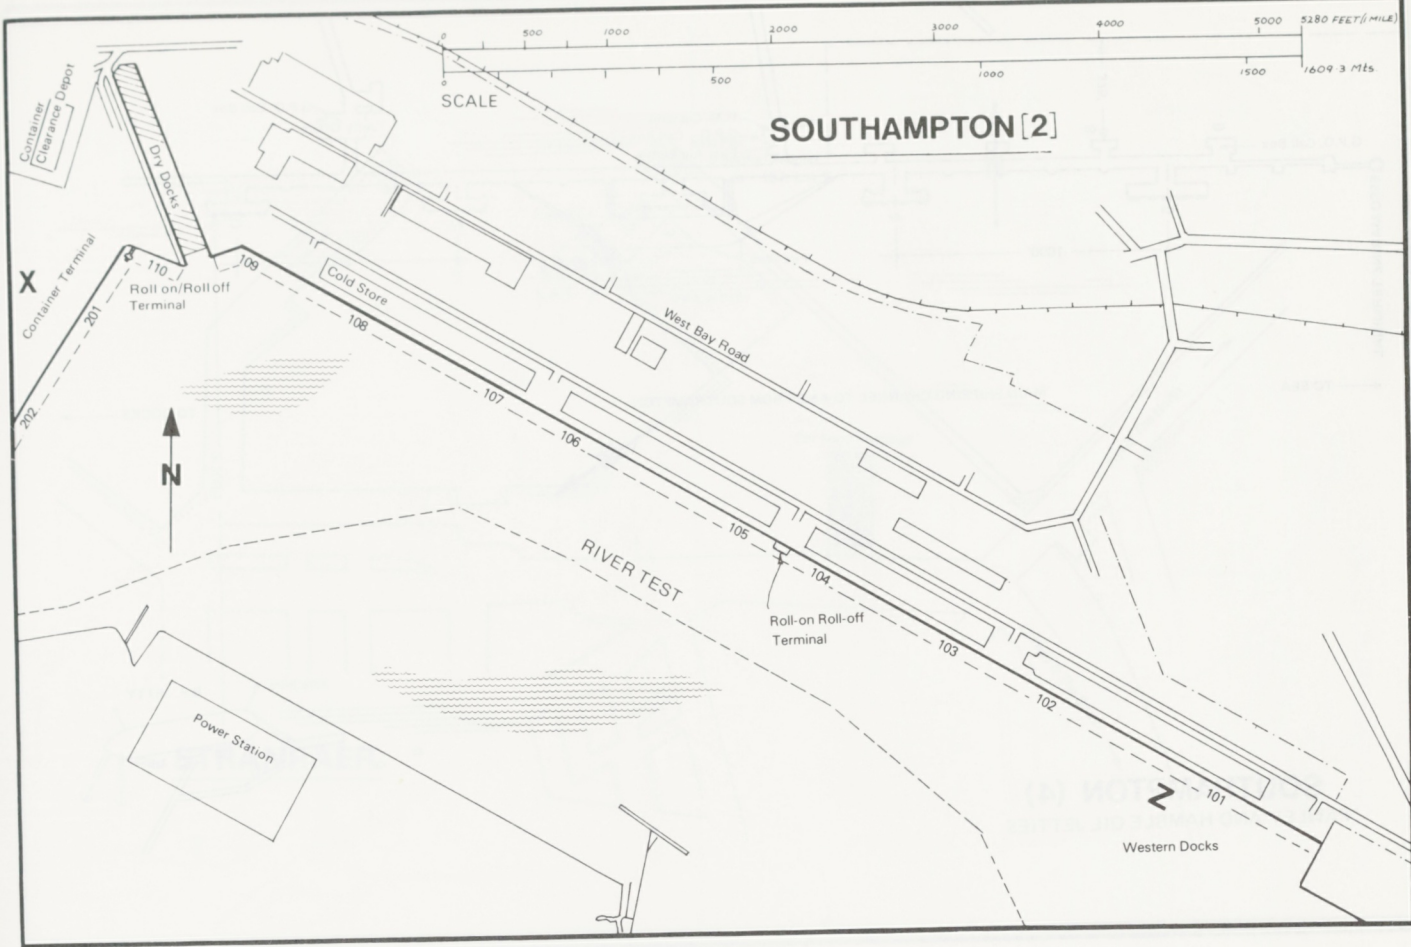 0 500 1000 2000 3000 4000 5000 5280 FEET (1 MILE)
0 500 1000 1500 1609·3 Mts.
SCALE
SOUTHAMPTON [2]
Container
Clearance Depot
Dry Docks
Container Terminal
X
110
109
Roll on/Roll off
Terminal
201
202
Cold Store
108
107
106
105
104
103
102
101
West Bay Road
N
RIVER TEST
Roll-on Roll-off
Terminal
Power Station
Z
Western Docks